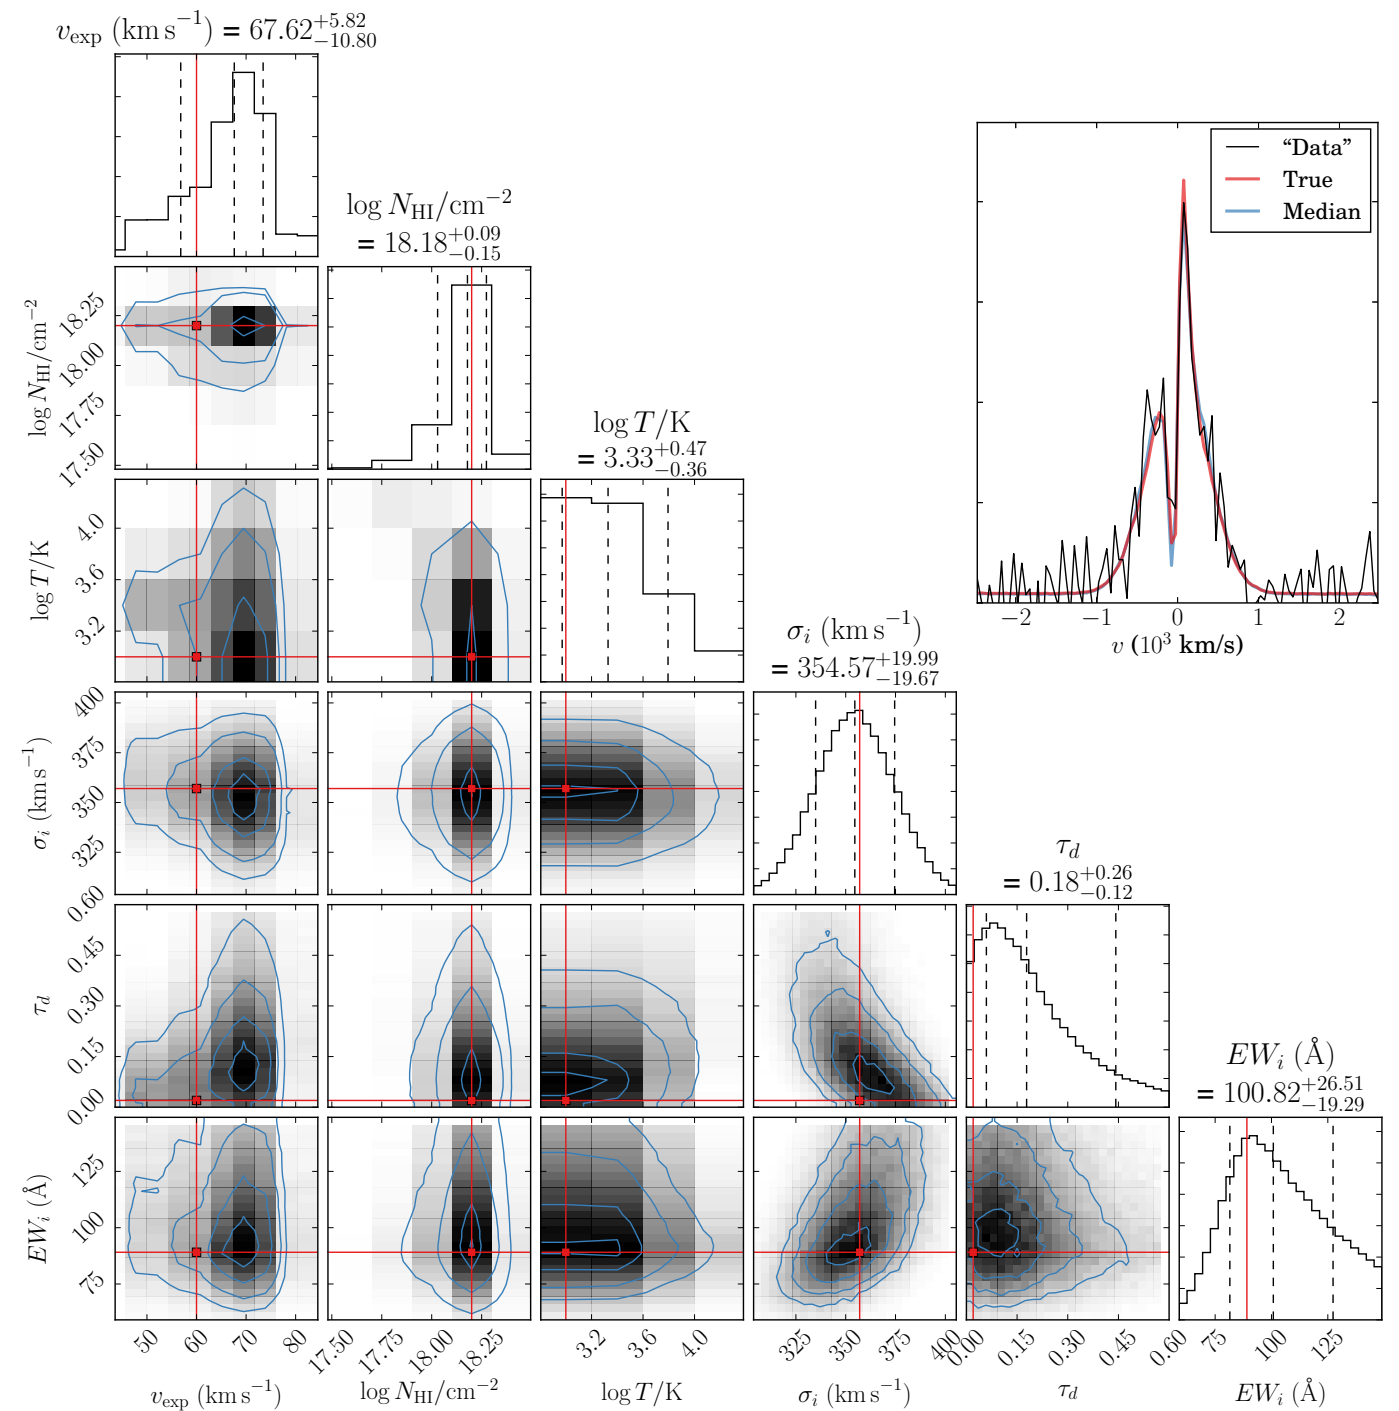 v_exp (km s⁻¹) = 67.62 +5.82 −10.80
log N_HI/cm⁻²
= 18.18 +0.09 −0.15
log T/K
= 3.33 +0.47 −0.36
σ_i (km s⁻¹)
= 354.57 +19.99 −19.67
τ_d
= 0.18 +0.26 −0.12
EW_i (Å)
= 100.82 +26.51 −19.29
“Data”
True
Median
−2 −1 0 1 2
v (10³ km/s)
log N_HI/cm⁻²
18.25
18.00
17.75
17.50
log T/K
4.0
3.6
3.2
σ_i (km s⁻¹)
400
375
350
325
τ_d
0.60
0.45
0.30
0.15
0.00
EW_i (Å)
125
100
75
50 60 70 80
17.50 17.75 18.00 18.25
3.2 3.6 4.0
325 350 375 400
0.00 0.15 0.30 0.45 0.60
75 100 125
v_exp (km s⁻¹)
log N_HI/cm⁻²
log T/K
σ_i (km s⁻¹)
τ_d
EW_i (Å)